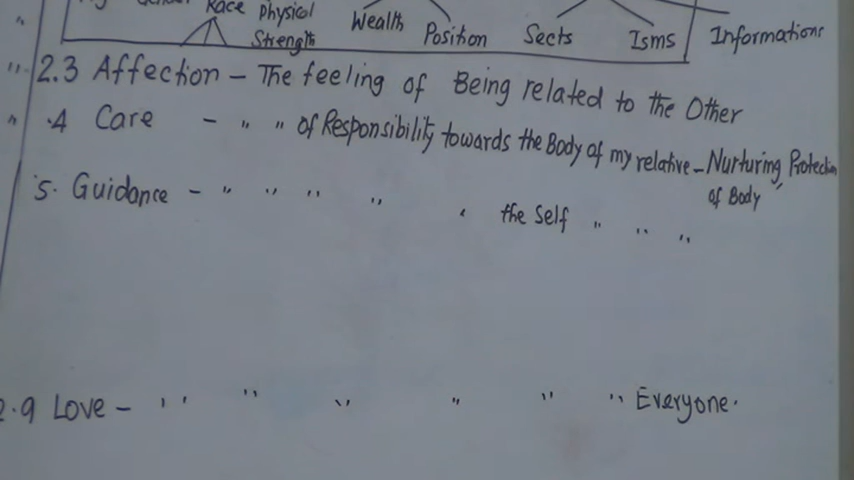 Race Physical Wealth
Strength Position Sects Isms Informations
" 2.3 Affection – The feeling of Being related to the Other
" .4 Care – " " of Responsibility towards the Body of my relative – Nurturing, Protection
of Body
5. Guidance – " " " " " the Self " " "
2.9 Love – " " " " " " Everyone.